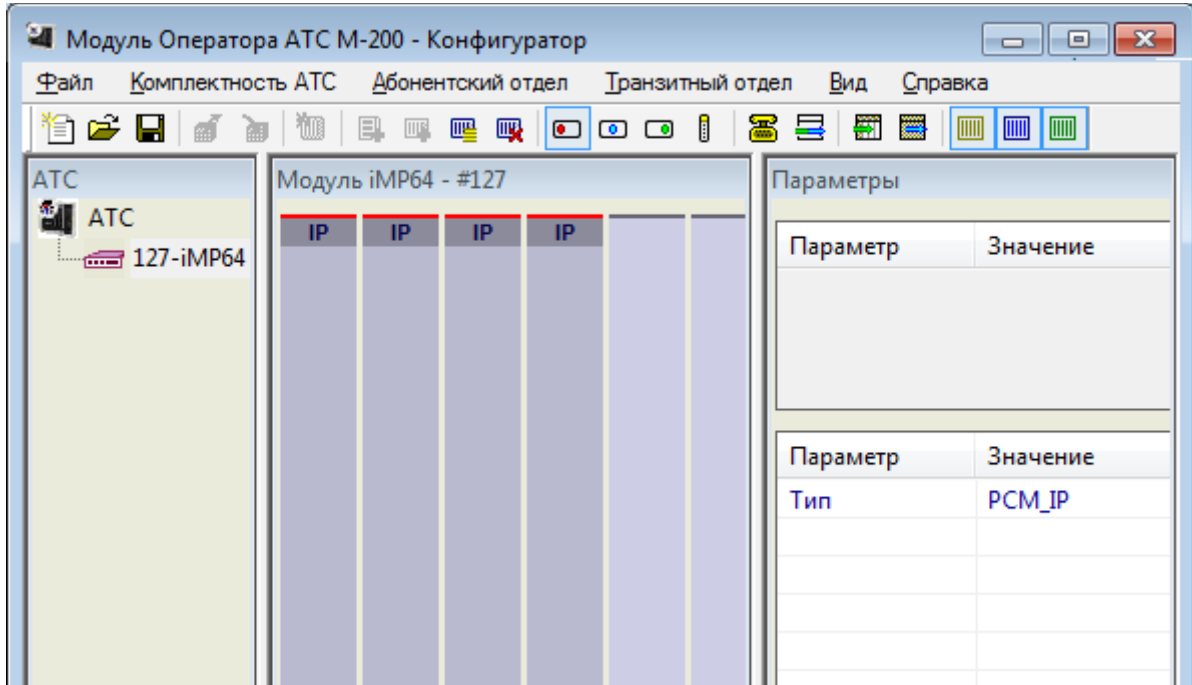 Модуль Оператора АТС М-200 - Конфигуратор
Файл Комплектность АТС Абонентский отдел Транзитный отдел Вид Справка
АТС
Модуль iMP64 - #127
Параметры
АТС
127-iMP64
IP IP IP IP
Параметр Значение
Параметр Значение
Тип PCM_IP